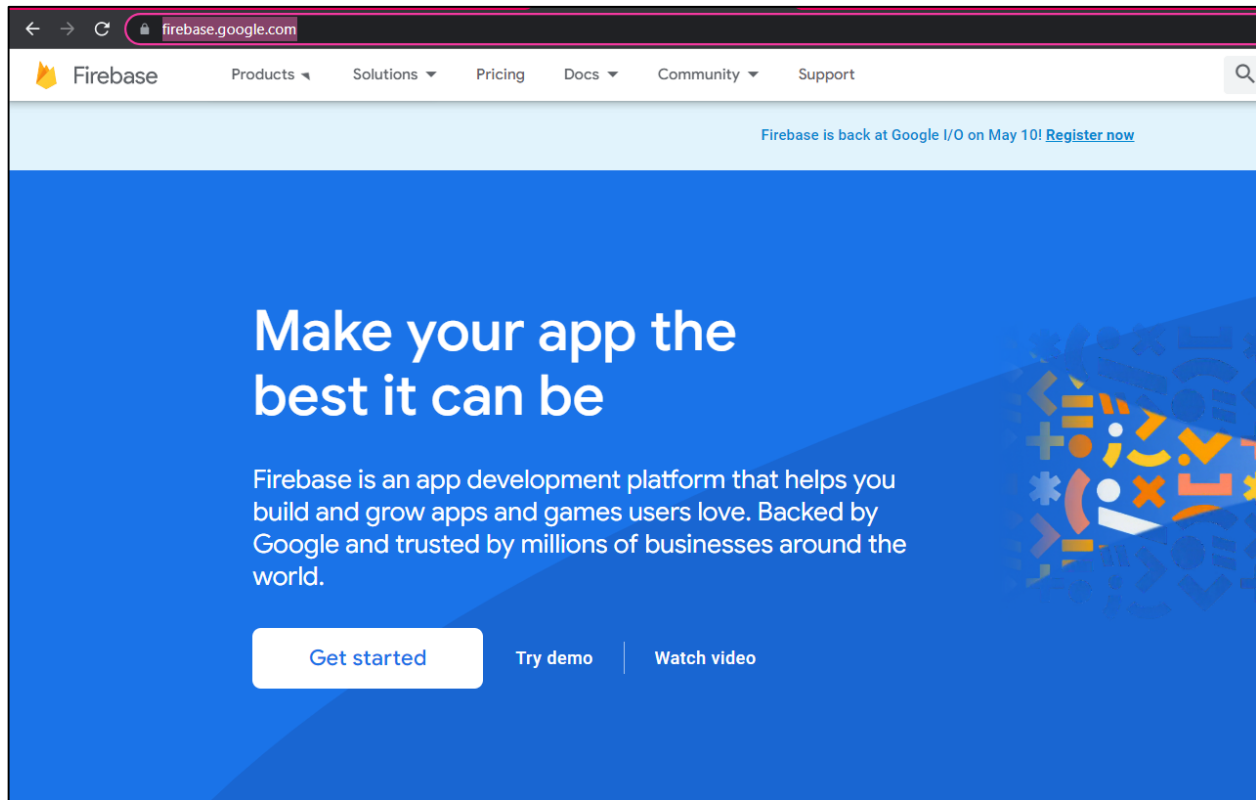 firebase.google.com
Firebase Products Solutions Pricing Docs Community Support
Firebase is back at Google I/O on May 10! Register now
Make your app the
best it can be
Firebase is an app development platform that helps you
build and grow apps and games users love. Backed by
Google and trusted by millions of businesses around the
world.
Get started Try demo Watch video